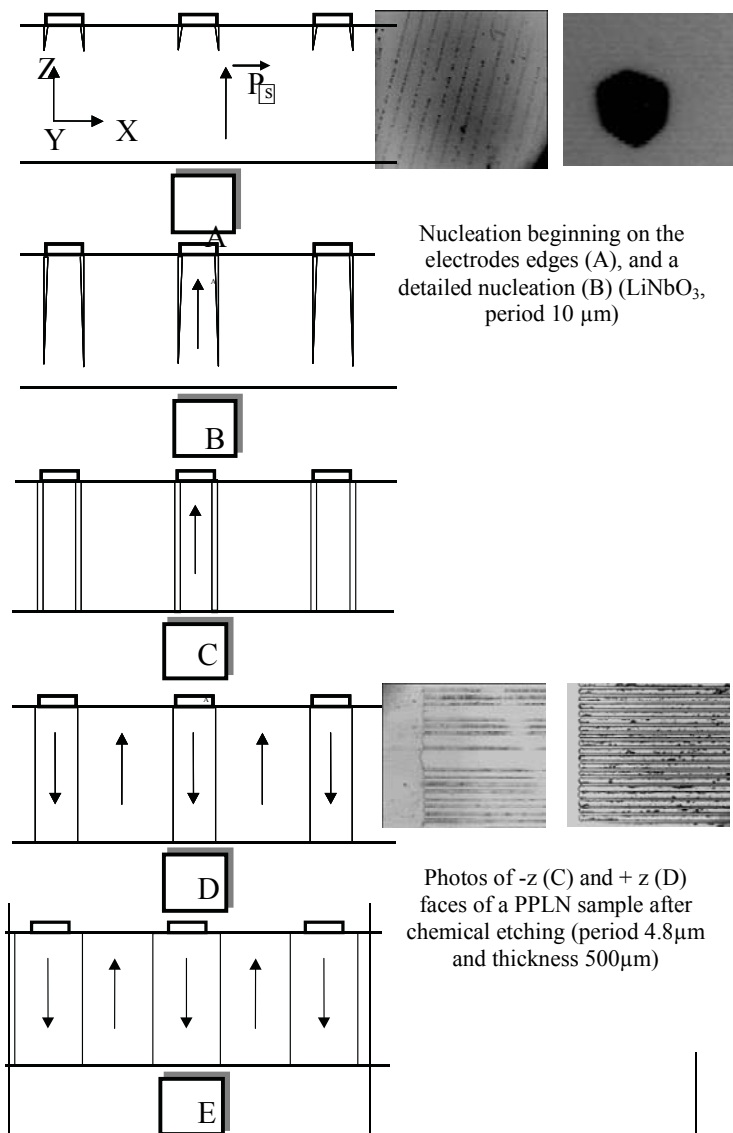 Z
P
s
Y
X
A
Nucleation beginning on the
electrodes edges (A), and a
detailed nucleation (B) (LiNbO₃,
period 10 µm)
A
B
C
A
D
Photos of -z (C) and + z (D)
faces of a PPLN sample after
chemical etching (period 4.8µm
and thickness 500µm)
E